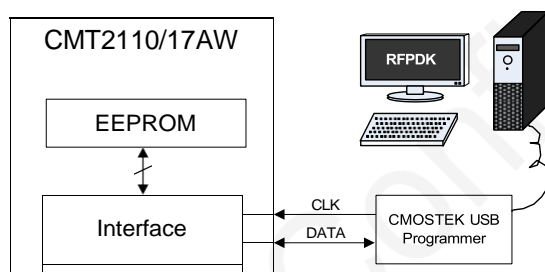 CMT2110/17AW
RFPDK
EEPROM
Interface
CLK
DATA
CMOSTEK USB
Programmer